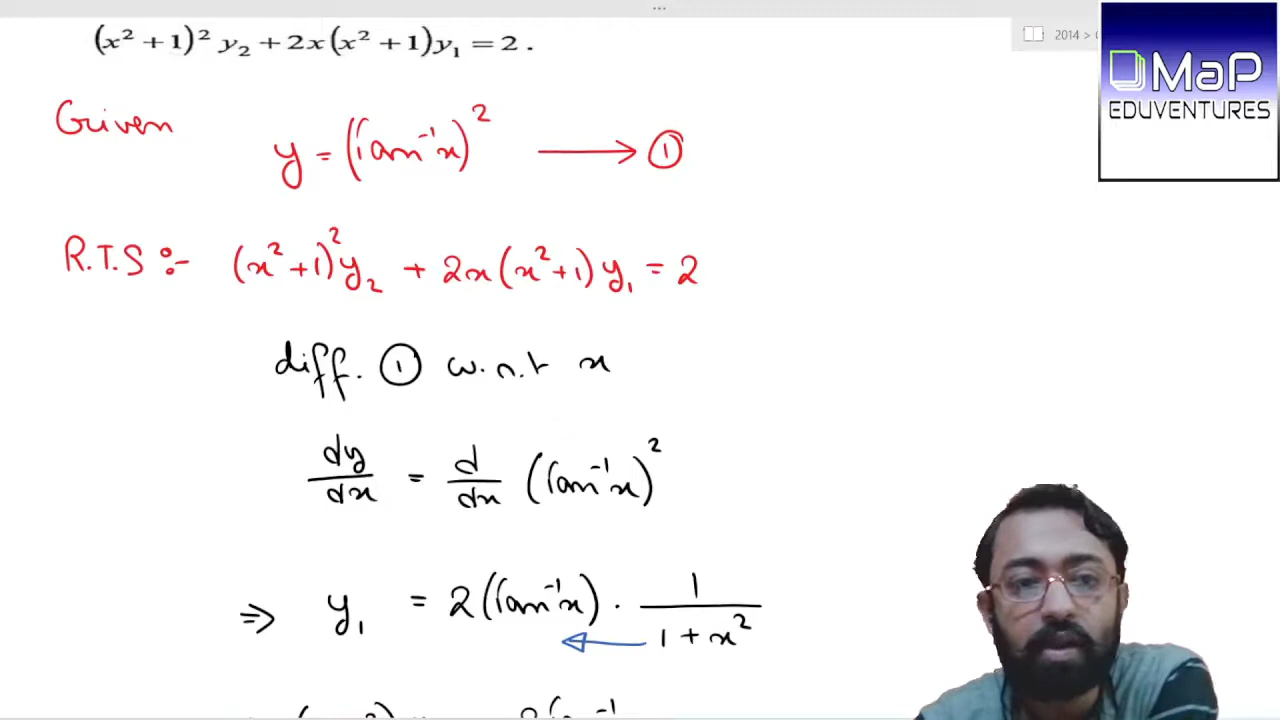 (x² + 1)² y₂ + 2x(x² + 1)y₁ = 2 .
2014 >
MaP
EDUVENTURES
Given
y = (tan⁻¹x)² ⟶ ①
R.T.S :- (x² + 1)² y₂ + 2x (x² + 1) y₁ = 2
diff. ① w.r.t x
dy/dx = d/dx (tan⁻¹x)²
⇒ y₁ = 2 (tan⁻¹x) · 1/(1 + x²)